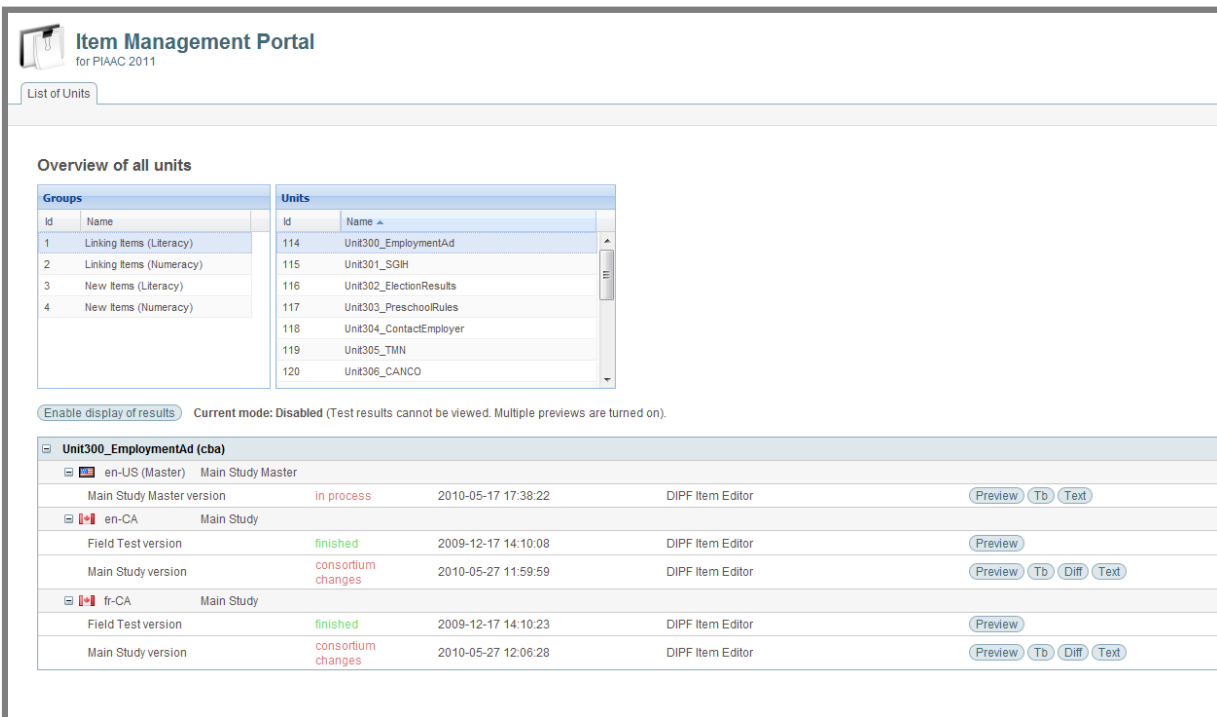 Item Management Portal
for PIAAC 2011
List of Units
Overview of all units
Groups
Id Name
1 Linking Items (Literacy)
2 Linking Items (Numeracy)
3 New Items (Literacy)
4 New Items (Numeracy)
Units
Id Name
114 Unit300_EmploymentAd
115 Unit301_SGIH
116 Unit302_ElectionResults
117 Unit303_PreschoolRules
118 Unit304_ContactEmployer
119 Unit305_TMN
120 Unit306_CANCO
Enable display of results Current mode: Disabled (Test results cannot be viewed. Multiple previews are turned on).
Unit300_EmploymentAd (cba)
en-US (Master) Main Study Master
Main Study Master version in process 2010-05-17 17:38:22 DIPF Item Editor Preview Tb Text
en-CA Main Study
Field Test version finished 2009-12-17 14:10:08 DIPF Item Editor Preview
Main Study version consortium changes 2010-05-27 11:59:59 DIPF Item Editor Preview Tb Diff Text
fr-CA Main Study
Field Test version finished 2009-12-17 14:10:23 DIPF Item Editor Preview
Main Study version consortium changes 2010-05-27 12:06:28 DIPF Item Editor Preview Tb Diff Text